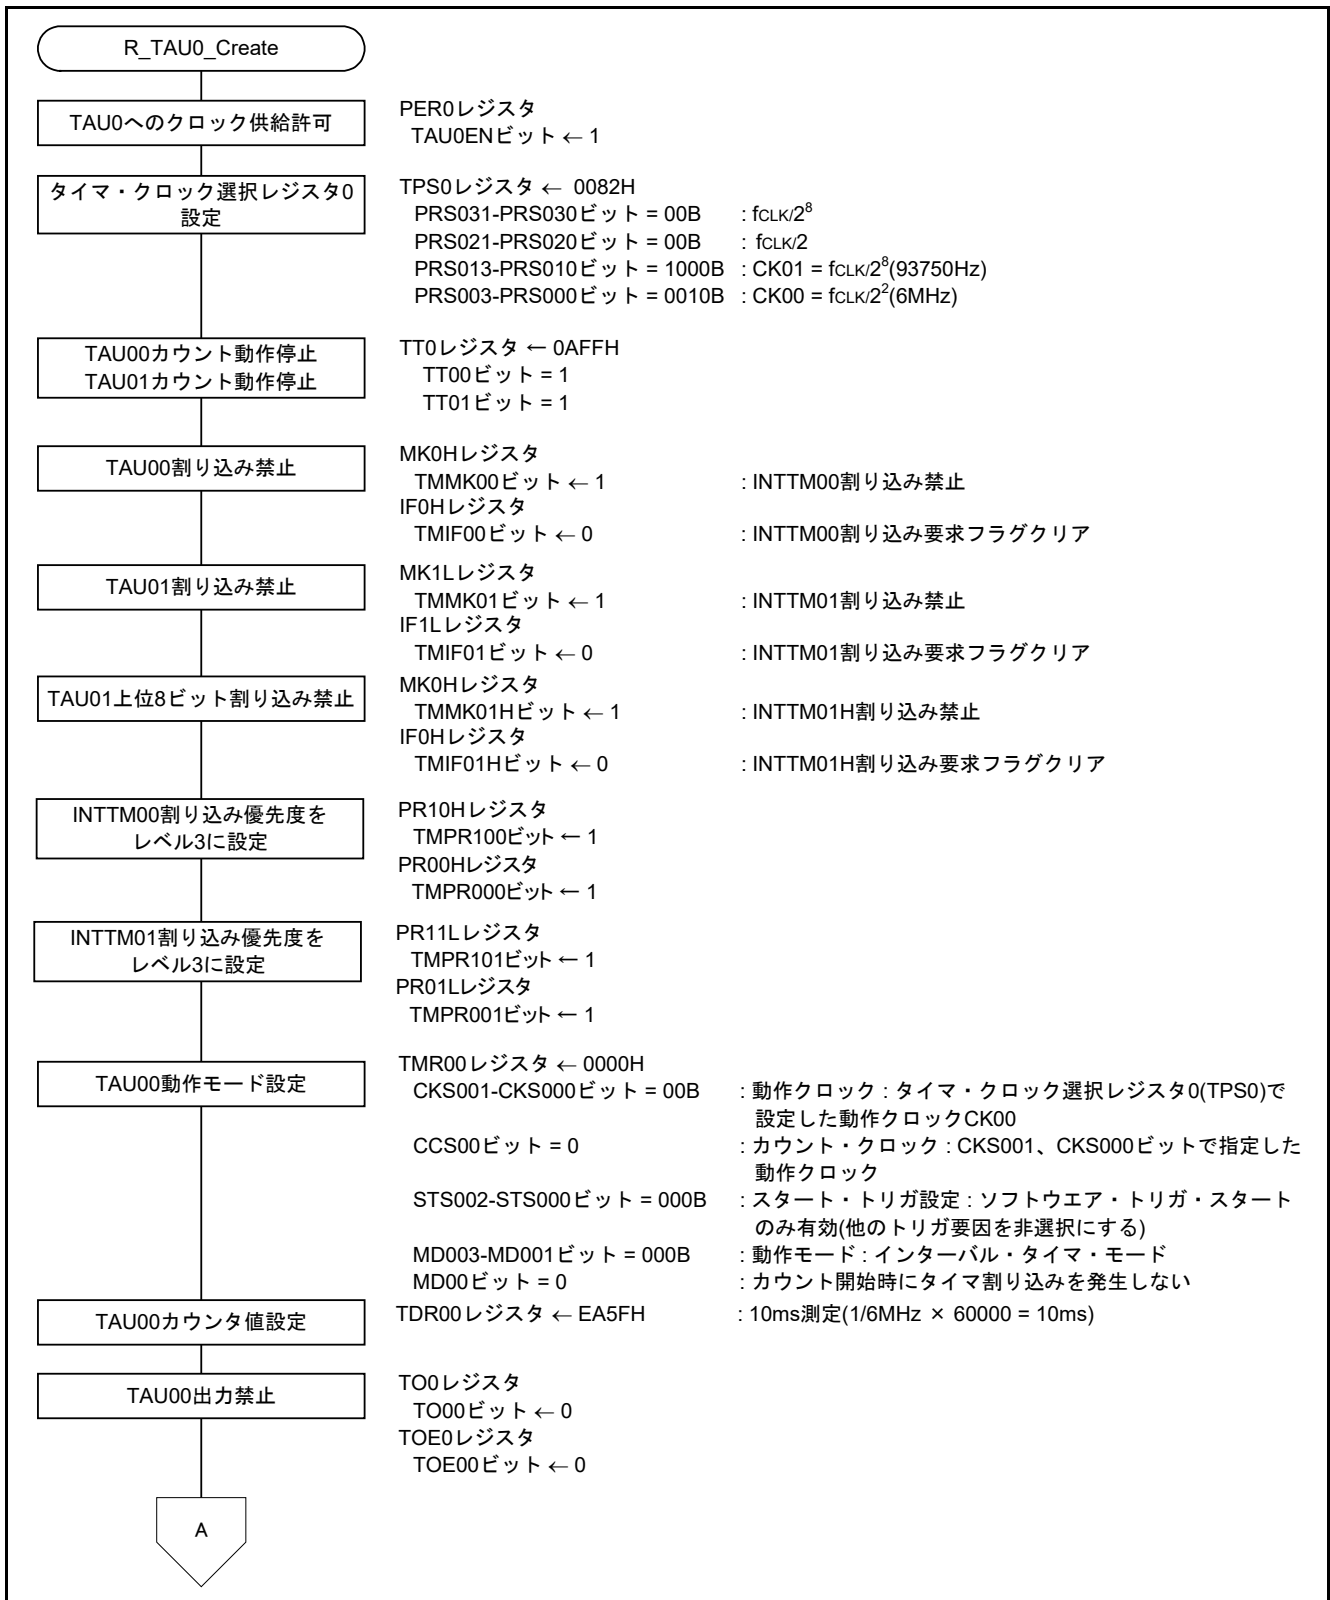 R_TAU0_Create
TAU0へのクロック供給許可
PER0レジスタ
TAU0ENビット ← 1
タイマ・クロック選択レジスタ0
設定
TPS0レジスタ ← 0082H
PRS031-PRS030ビット = 00B : fCLK/2^8
PRS021-PRS020ビット = 00B : fCLK/2
PRS013-PRS010ビット = 1000B : CK01 = fCLK/2^8(93750Hz)
PRS003-PRS000ビット = 0010B : CK00 = fCLK/2^2(6MHz)
TAU00カウント動作停止
TAU01カウント動作停止
TT0レジスタ ← 0AFFH
TT00ビット = 1
TT01ビット = 1
TAU00割り込み禁止
MK0Hレジスタ
TMMK00ビット ← 1 : INTTM00割り込み禁止
IF0Hレジスタ
TMIF00ビット ← 0 : INTTM00割り込み要求フラグクリア
TAU01割り込み禁止
MK1Lレジスタ
TMMK01ビット ← 1 : INTTM01割り込み禁止
IF1Lレジスタ
TMIF01ビット ← 0 : INTTM01割り込み要求フラグクリア
TAU01上位8ビット割り込み禁止
MK0Hレジスタ
TMMK01Hビット ← 1 : INTTM01H割り込み禁止
IF0Hレジスタ
TMIF01Hビット ← 0 : INTTM01H割り込み要求フラグクリア
INTTM00割り込み優先度を
レベル3に設定
PR10Hレジスタ
TMPR100ビット ← 1
PR00Hレジスタ
TMPR000ビット ← 1
INTTM01割り込み優先度を
レベル3に設定
PR11Lレジスタ
TMPR101ビット ← 1
PR01Lレジスタ
TMPR001ビット ← 1
TAU00動作モード設定
TMR00レジスタ ← 0000H
CKS001-CKS000ビット = 00B : 動作クロック : タイマ・クロック選択レジスタ0(TPS0)で
設定した動作クロックCK00
CCS00ビット = 0 : カウント・クロック : CKS001、CKS000ビットで指定した
動作クロック
STS002-STS000ビット = 000B : スタート・トリガ設定 : ソフトウエア・トリガ・スタート
のみ有効(他のトリガ要因を非選択にする)
MD003-MD001ビット = 000B : 動作モード : インターバル・タイマ・モード
MD00ビット = 0 : カウント開始時にタイマ割り込みを発生しない
TAU00カウンタ値設定
TDR00レジスタ ← EA5FH : 10ms測定(1/6MHz × 60000 = 10ms)
TAU00出力禁止
TO0レジスタ
TO00ビット ← 0
TOE0レジスタ
TOE00ビット ← 0
A